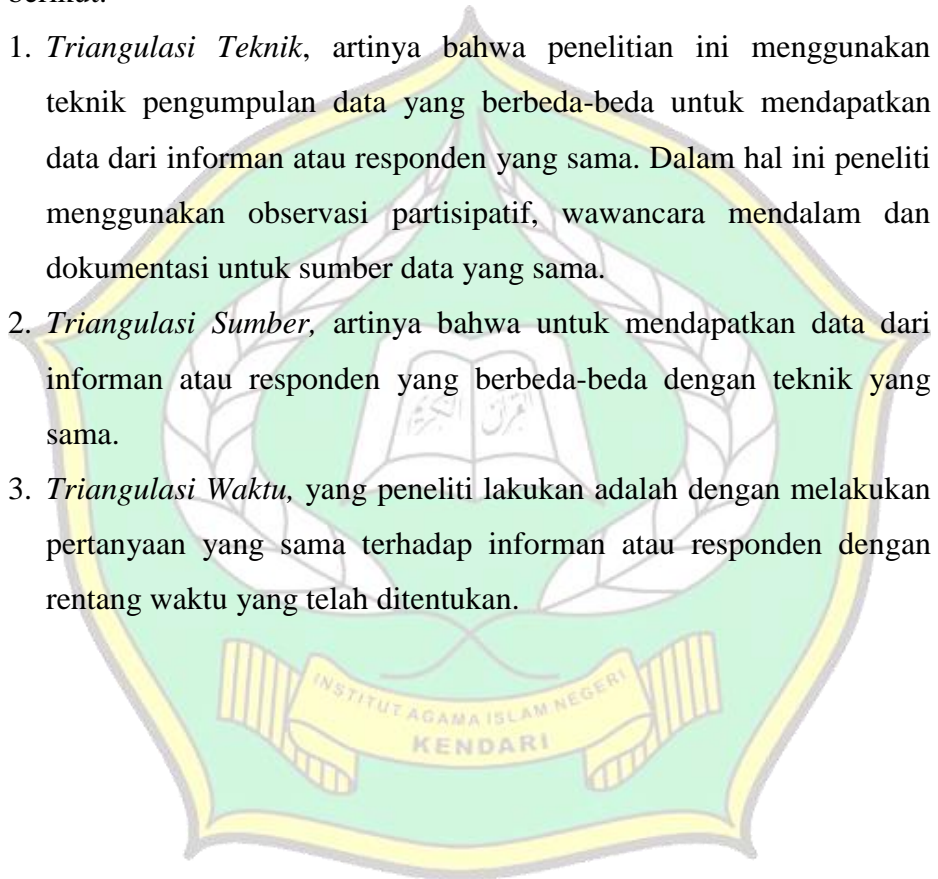 berikut:
1. Triangulasi Teknik, artinya bahwa penelitian ini menggunakan
teknik pengumpulan data yang berbeda-beda untuk mendapatkan
data dari informan atau responden yang sama. Dalam hal ini peneliti
menggunakan observasi partisipatif, wawancara mendalam dan
dokumentasi untuk sumber data yang sama.
2. Triangulasi Sumber, artinya bahwa untuk mendapatkan data dari
informan atau responden yang berbeda-beda dengan teknik yang
sama.
القرآن الكريم
3. Triangulasi Waktu, yang peneliti lakukan adalah dengan melakukan
pertanyaan yang sama terhadap informan atau responden dengan
rentang waktu yang telah ditentukan.
INSTITUT AGAMA ISLAM NEGERI
KENDARI